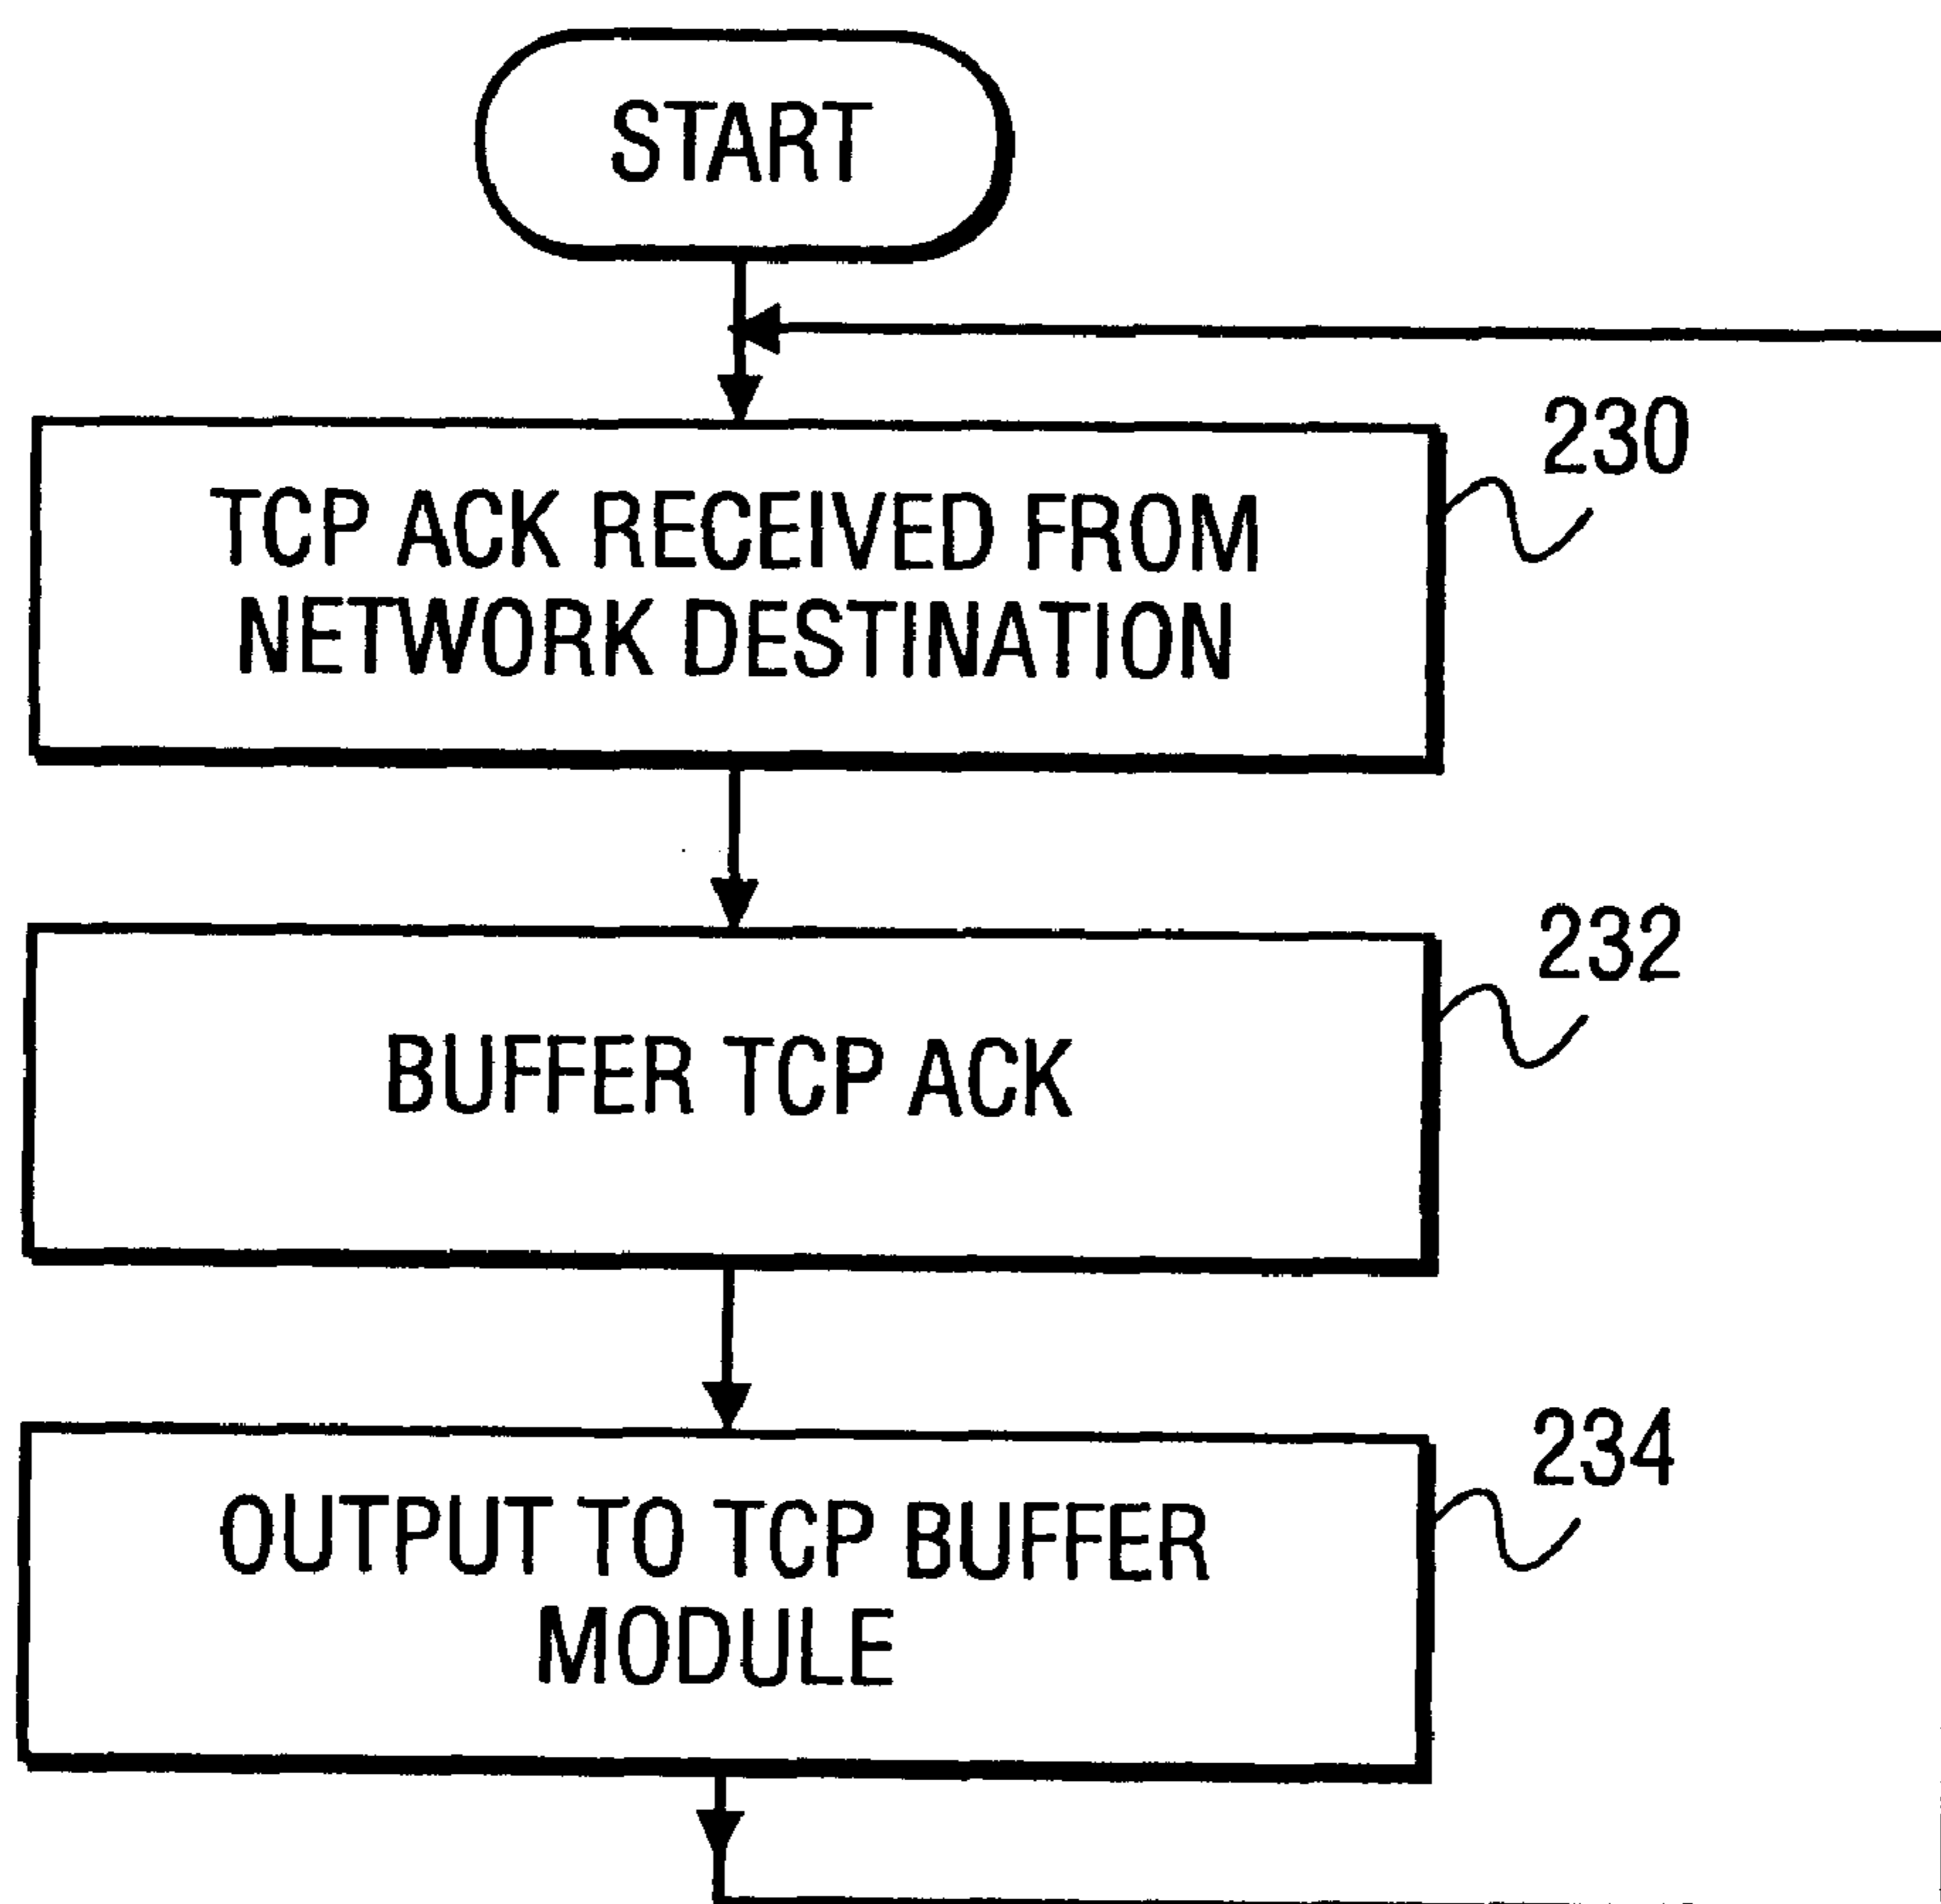 START
230
TCP ACK RECEIVED FROM
NETWORK DESTINATION
232
BUFFER TCP ACK
234
OUTPUT TO TCP BUFFER
MODULE